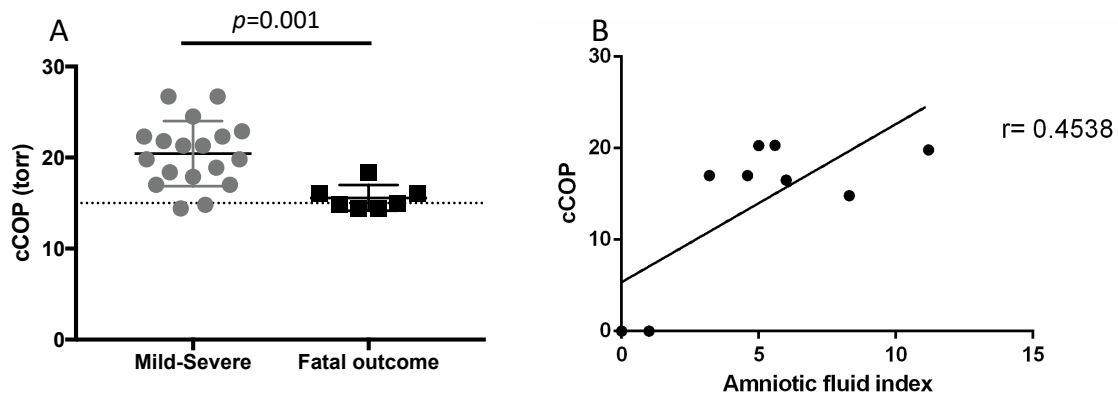 A
p=0.001
30
20
10
0
cCOP (torr)
Mild-Severe
Fatal outcome
B
30
20
10
0
cCOP
r= 0.4538
0
5
10
15
Amniotic fluid index